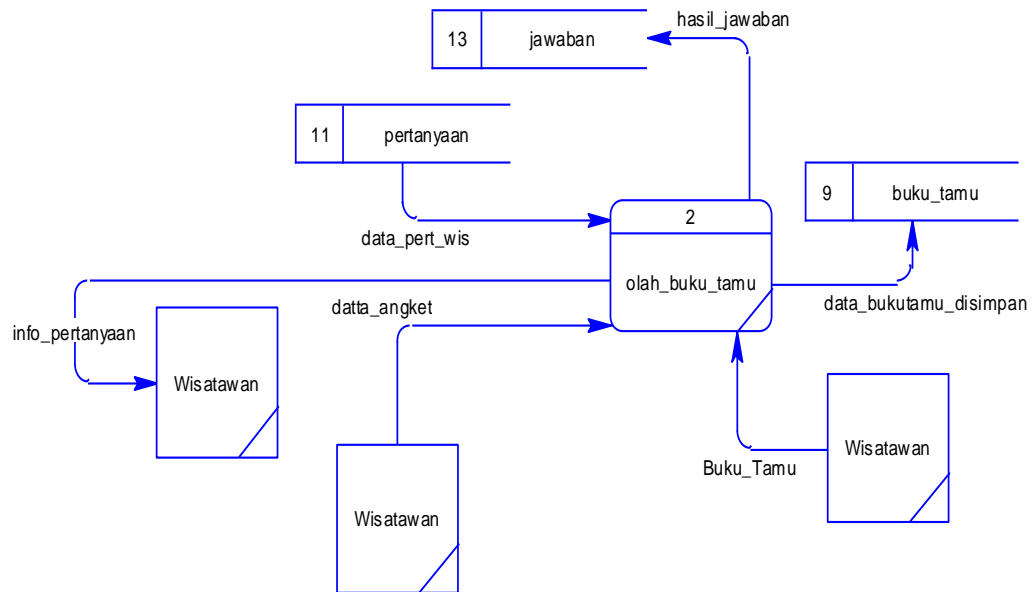 hasil_jawaban
13 jawaban
11 pertanyaan
9 buku_tamu
2
data_pert_wis
olah_buku_tamu
datta_angket
data_bukutamu_disimpan
info_pertanyaan
Wisatawan
Wisatawan
Buku_Tamu
Wisatawan